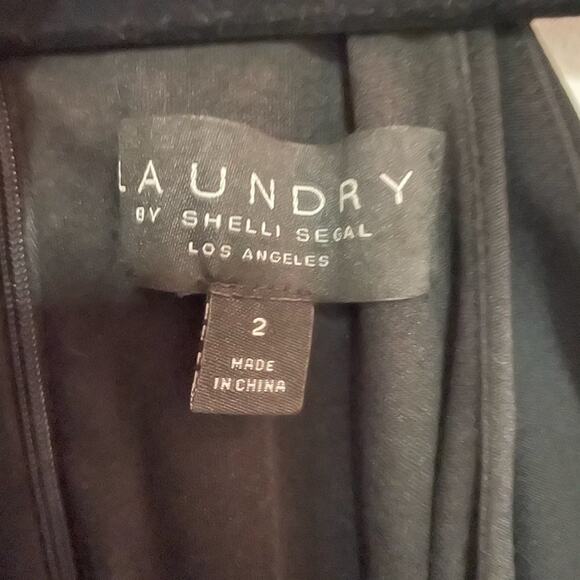 LAUNDRY
BY SHELLI SEGAL
LOS ANGELES
2
MADE
IN CHINA